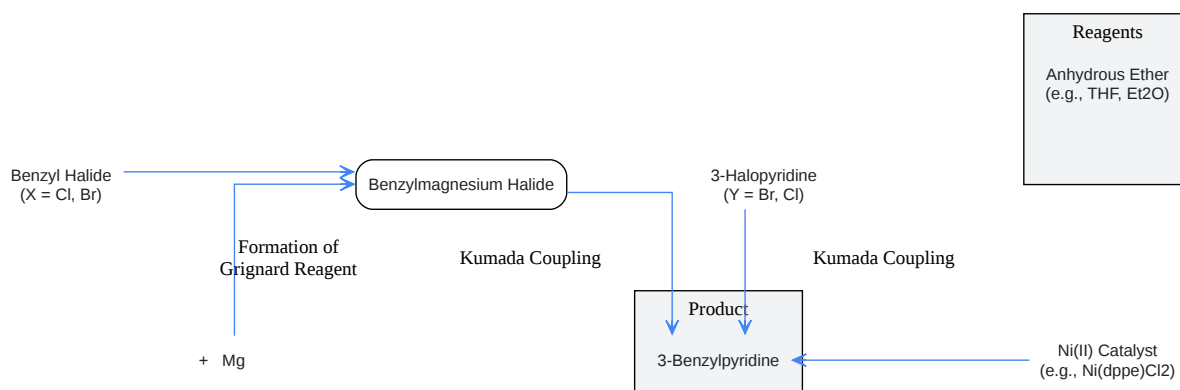 Reagents
Anhydrous Ether
(e.g., THF, Et2O)
Benzyl Halide
(X = Cl, Br)
Benzylmagnesium Halide
3-Halopyridine
(Y = Br, Cl)
Formation of
Grignard Reagent
Kumada Coupling
Kumada Coupling
Product
+ Mg
3-Benzylpyridine
Ni(II) Catalyst
(e.g., Ni(dppe)Cl2)